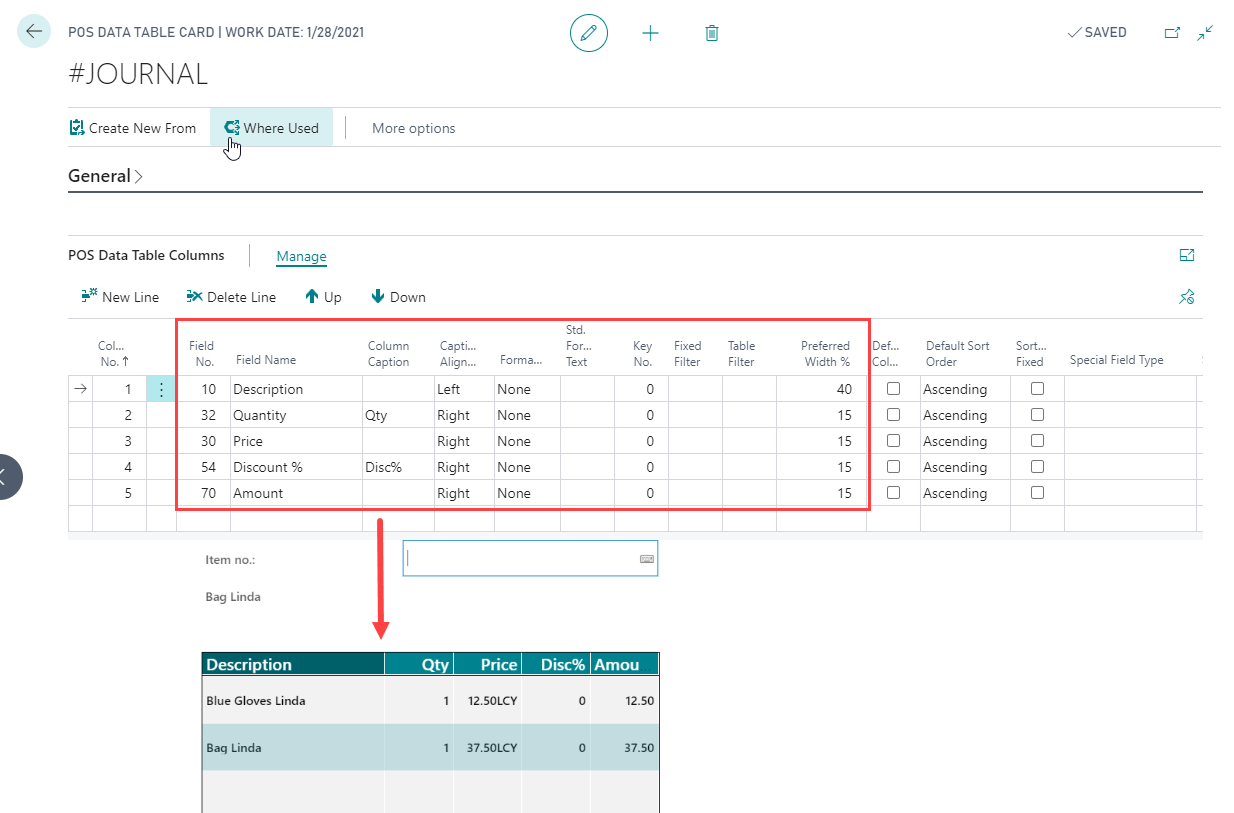 POS DATA TABLE CARD | WORK DATE: 1/28/2021
SAVED
#JOURNAL
Create New From Where Used More options
General
POS Data Table Columns Manage
New Line Delete Line Up Down
Col... No. Field No. Field Name Column Caption Capti... Align... Forma... Std. For... Text Key No. Fixed Filter Table Filter Preferred Width % Def... Col... Default Sort Order Sort... Fixed Special Field Type
1 10 Description Left None 0 40 Ascending
2 32 Quantity Qty Right None 0 15 Ascending
3 30 Price Right None 0 15 Ascending
4 54 Discount % Disc% Right None 0 15 Ascending
5 70 Amount Right None 0 15 Ascending
Item no.:
Bag Linda
Description Qty Price Disc% Amou...
Blue Gloves Linda 1 12.50LCY 0 12.50
Bag Linda 1 37.50LCY 0 37.50